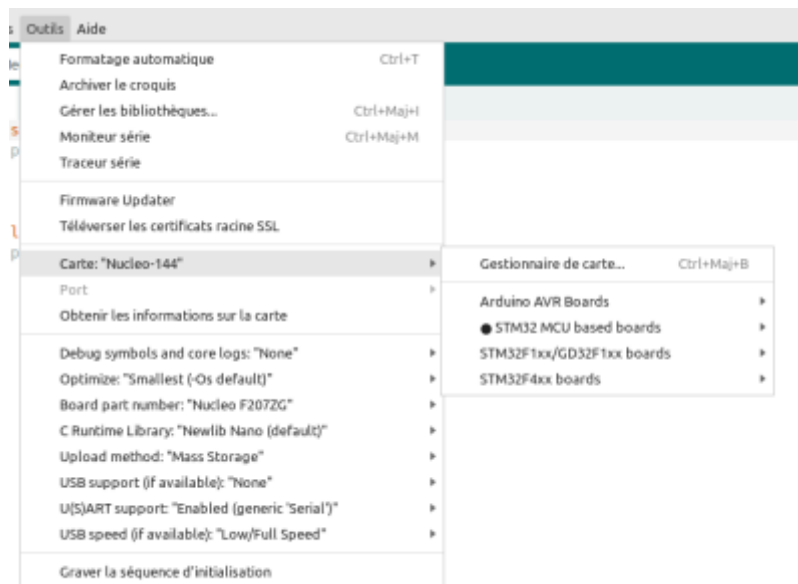 s Outils Aide
de
Formatage automatique Ctrl+T
Archiver le croquis
Gérer les bibliothèques... Ctrl+Maj+I
s
Moniteur série Ctrl+Maj+M
p
Traceur série
Firmware Updater
Téléverser les certificats racine SSL
l
p
Carte: "Nucleo-144"
Port
Obtenir les informations sur la carte
Debug symbols and core logs: "None"
Optimize: "Smallest (-Os default)"
Board part number: "Nucleo F207ZG"
C Runtime Library: "Newlib Nano (default)"
Upload method: "Mass Storage"
USB support (if available): "None"
U(S)ART support: "Enabled (generic 'Serial')"
USB speed (if available): "Low/Full Speed"
Graver la séquence d'initialisation
Gestionnaire de carte... Ctrl+Maj+B
Arduino AVR Boards
● STM32 MCU based boards
STM32F1xx/GD32F1xx boards
STM32F4xx boards